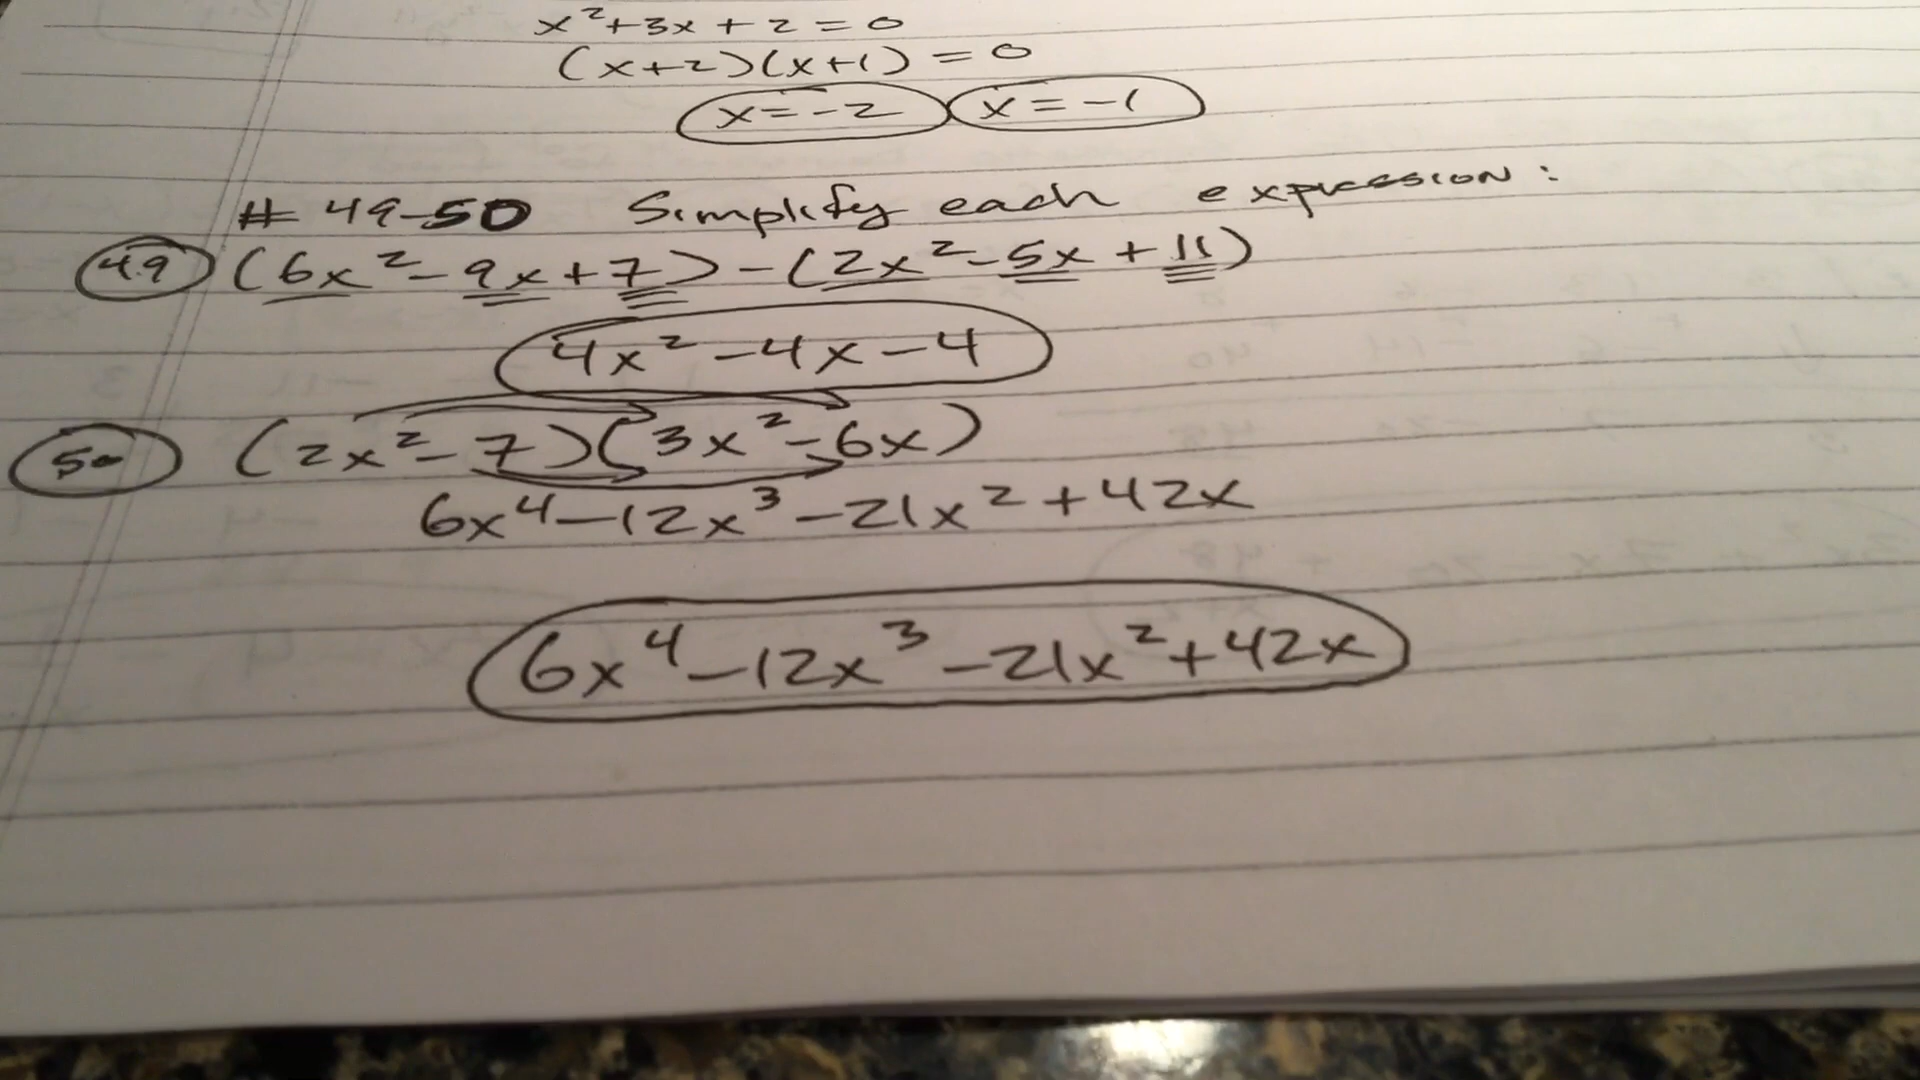 x²+3x+2=0
(x+2)(x+1)=0
x=-2 x=-1
# 49-50 Simplify each expression:
49 (6x²-9x+7)-(2x²-5x+11)
4x²-4x-4
50 (2x²-7)(3x²-6x)
6x⁴-12x³-21x²+42x
6x⁴-12x³-21x²+42x